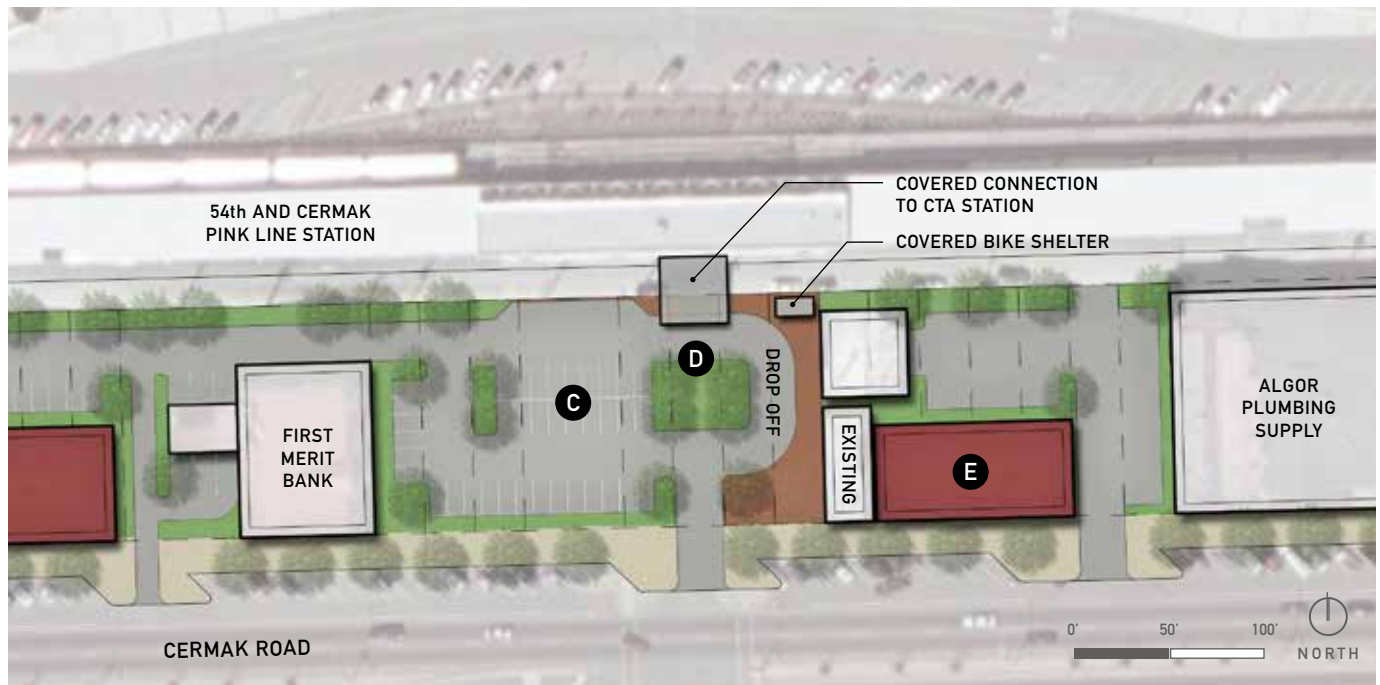 COVERED CONNECTION
TO CTA STATION
54th AND CERMAK
PINK LINE STATION
COVERED BIKE SHELTER
D
DROP OFF
C
ALGOR
PLUMBING
SUPPLY
FIRST
MERIT
BANK
EXISTING
E
0'
50'
100'
NORTH
CERMAK ROAD